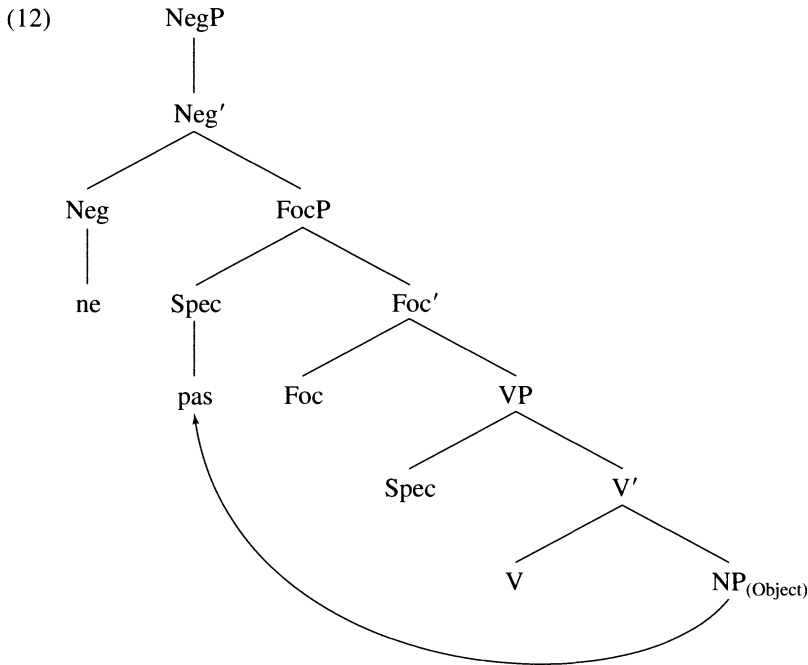 (12) NegP
Neg′
Neg FocP
ne Spec Foc′
pas Foc VP
Spec V′
V NP(Object)